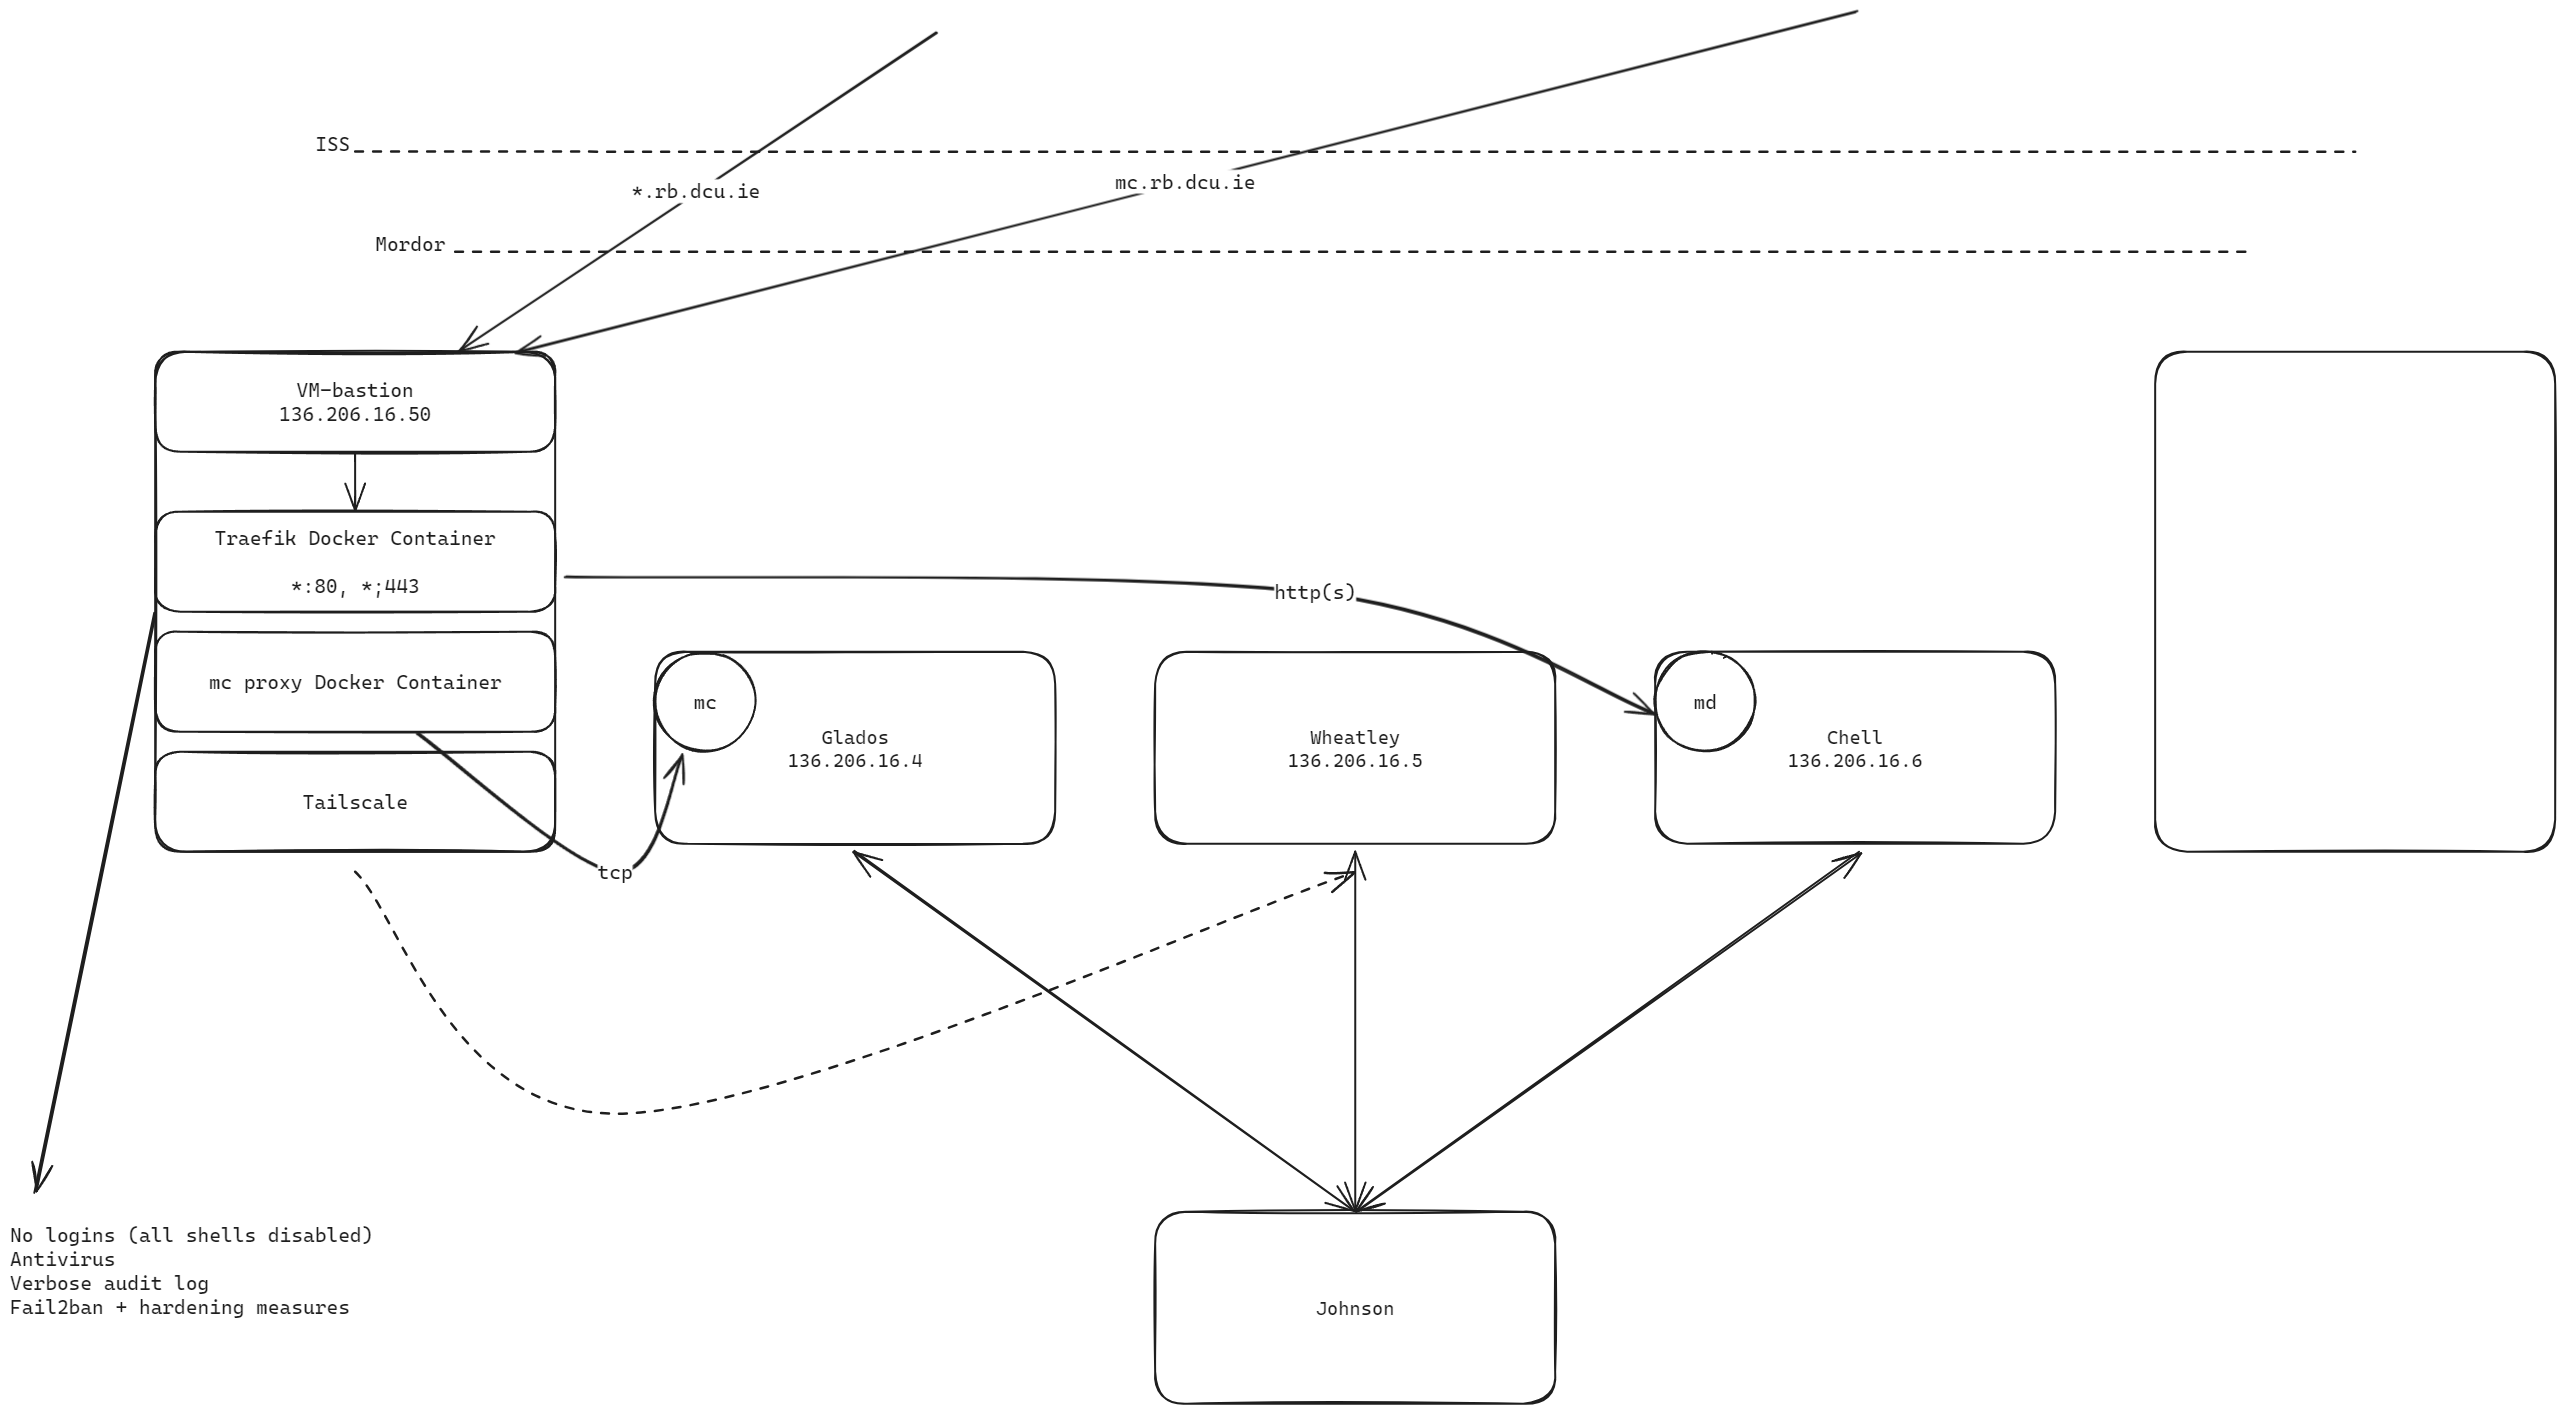 ISS
*.rb.dcu.ie
mc.rb.dcu.ie
Mordor
VM-bastion
136.206.16.50
Traefik Docker Container
*:80, *;443
http(s)
mc proxy Docker Container
mc
Glados
136.206.16.4
Wheatley
136.206.16.5
md
Chell
136.206.16.6
Tailscale
tcp
No logins (all shells disabled)
Antivirus
Verbose audit log
Fail2ban + hardening measures
Johnson